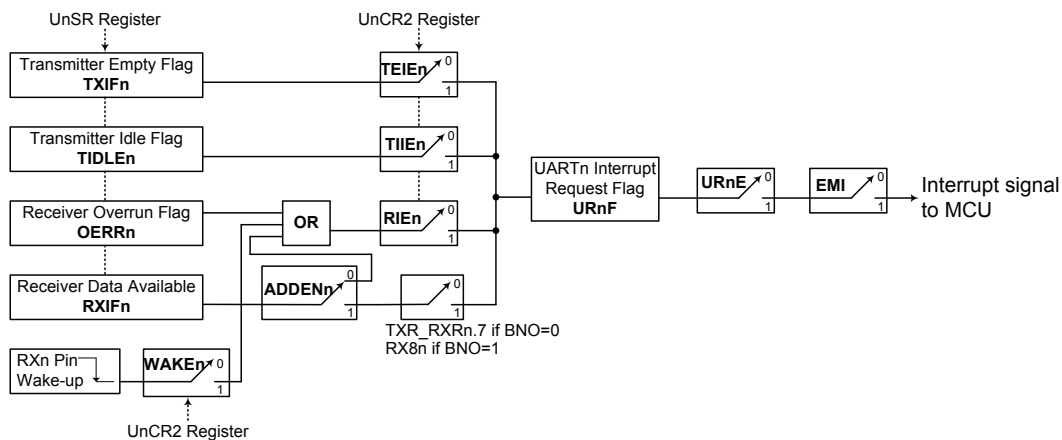 UnSR Register
UnCR2 Register
Transmitter Empty Flag
TXIFn
TEIEn
0
1
Transmitter Idle Flag
TIDLEn
TIIEn
0
1
UARTn Interrupt
Request Flag
URnF
URnE
0
1
EMI
0
1
Interrupt signal
to MCU
Receiver Overrun Flag
OERRn
OR
RIEn
0
1
Receiver Data Available
RXIFn
ADDENn
0
1
0
1
TXR_RXRn.7 if BNO=0
RX8n if BNO=1
RXn Pin
Wake-up
WAKEn
0
1
UnCR2 Register